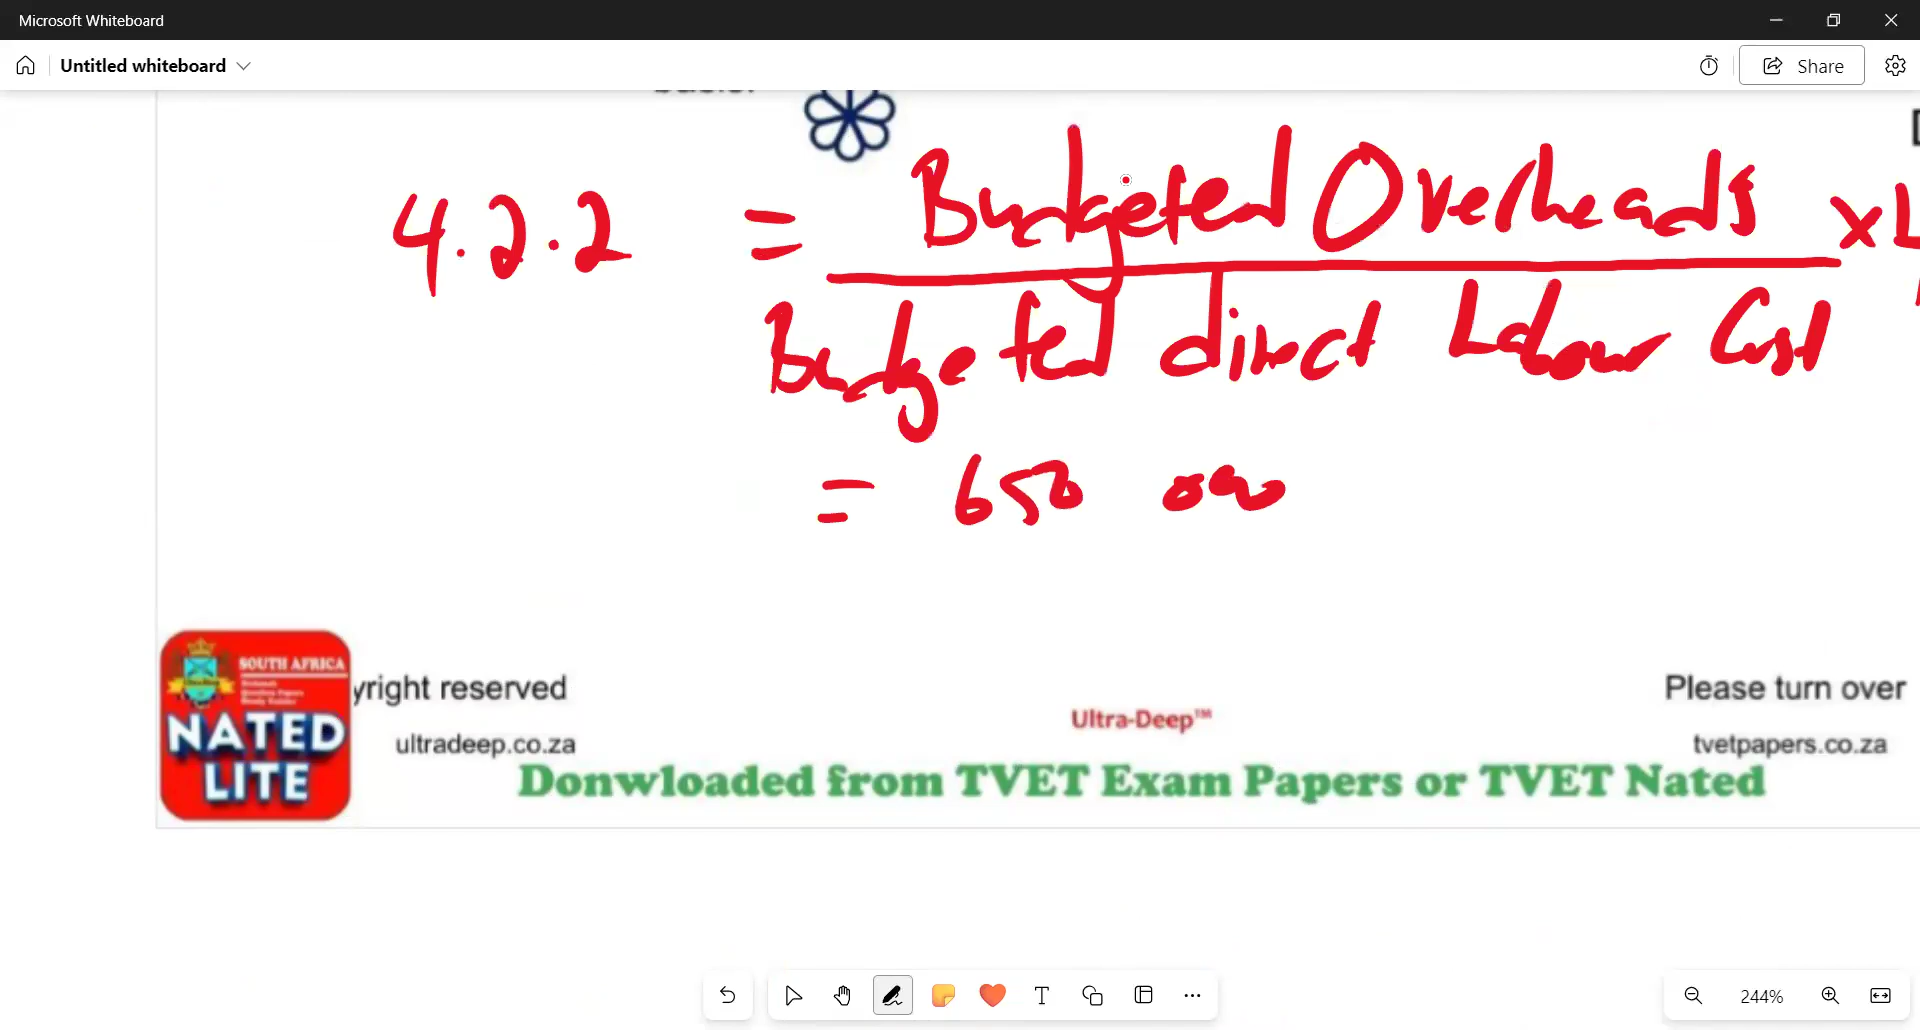 Microsoft Whiteboard
Untitled whiteboard
Share
4.2.2 = Budgeted Overheads ×
Budgeted direct Labour Cost
= 650 000
SOUTH AFRICA
NATED
LITE
yright reserved
Please turn over
Ultra-Deep™
ultradeep.co.za
tvetpapers.co.za
Donwloaded from TVET Exam Papers or TVET Nated
244%